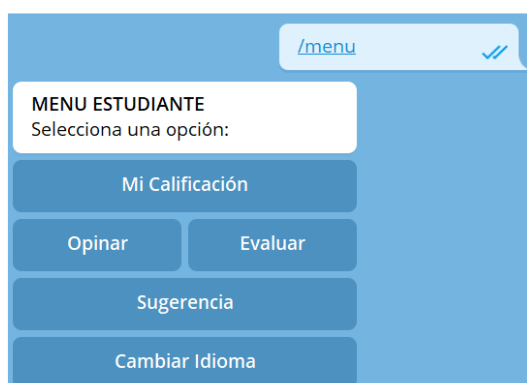 /menu
MENU ESTUDIANTE
Selecciona una opción:
Mi Calificación
Opinar Evaluar
Sugerencia
Cambiar Idioma